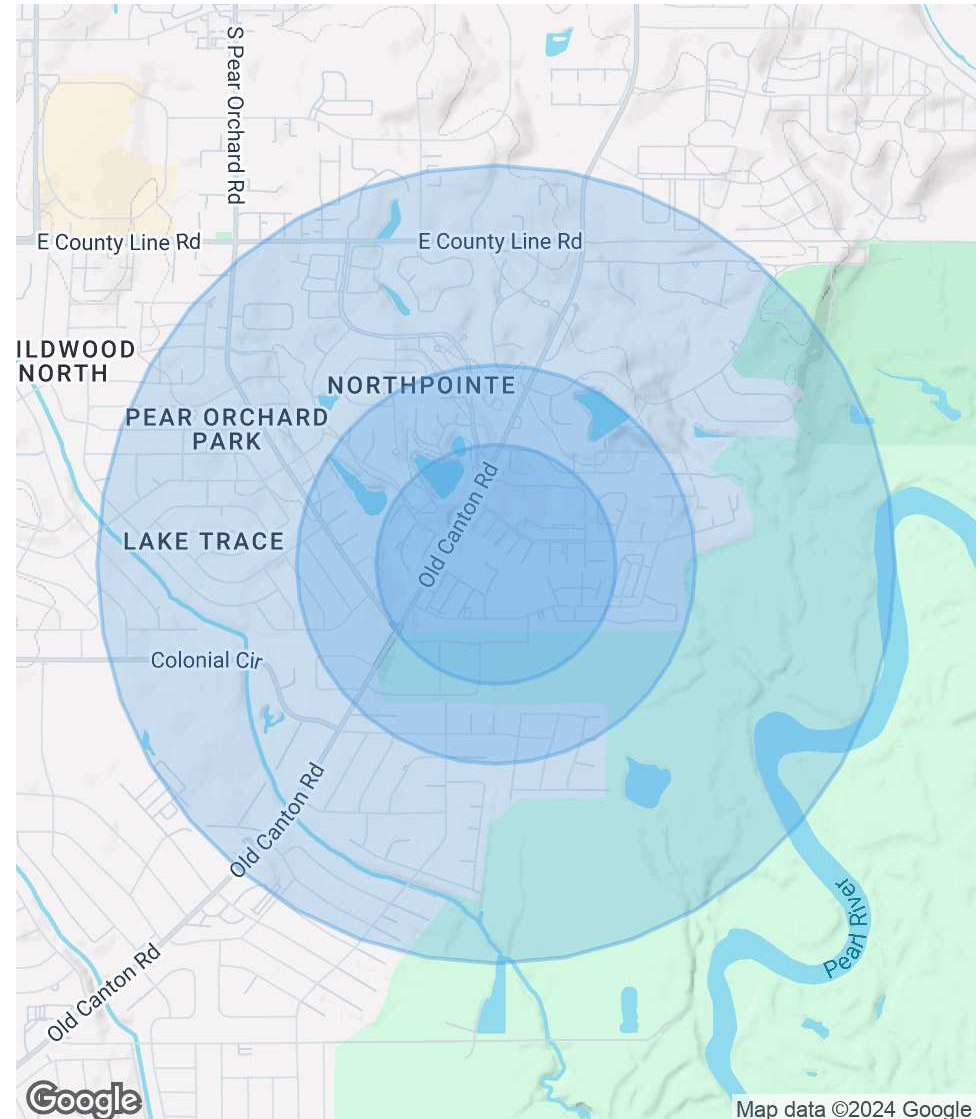 S Pear Orchard Rd
E County Line Rd
E County Line Rd
ILDWOOD
NORTH
NORTHPOINTE
PEAR ORCHARD
PARK
Old Canton Rd
LAKE TRACE
Colonial Cir
Old Canton Rd
Pearl River
Old Canton Rd
Google
Map data ©2024 Google